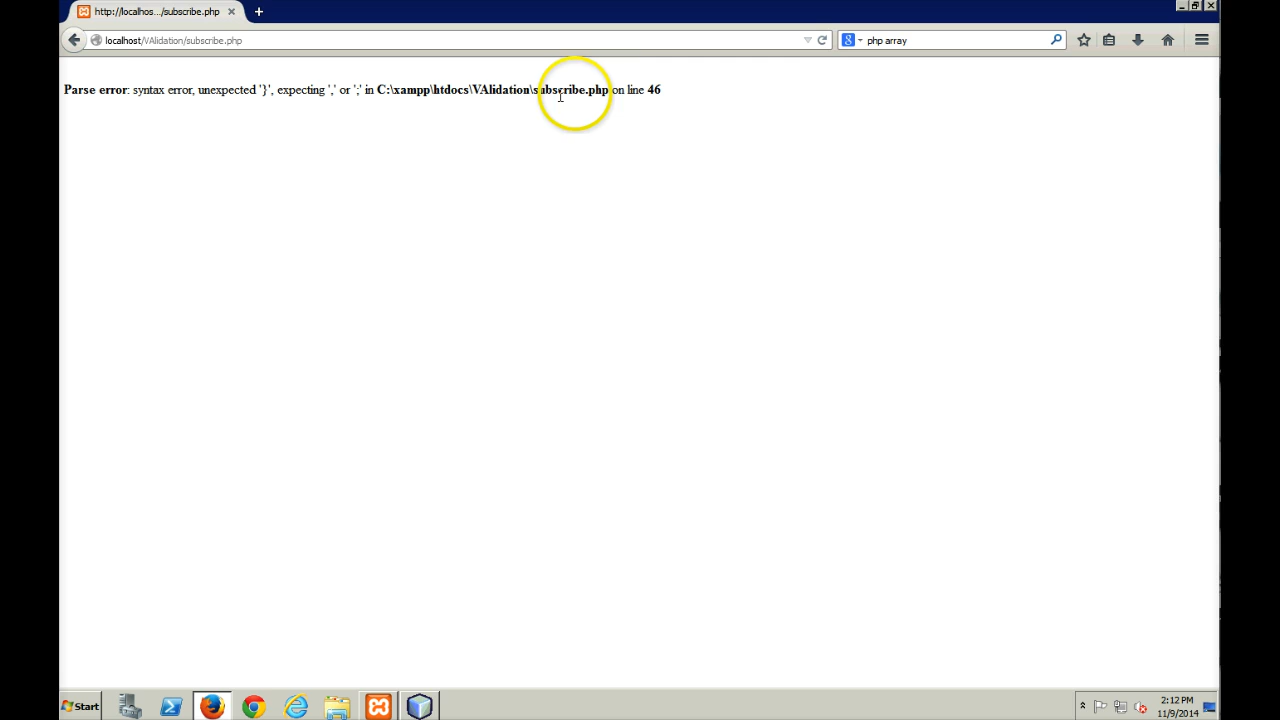 http://localhos.../subscribe.php
localhost/VAlidation/subscribe.php
php array
Parse error: syntax error, unexpected '}', expecting ',' or ';' in C:\xampp\htdocs\VAlidation\subscribe.php on line 46
Start
2:12 PM
11/9/2014